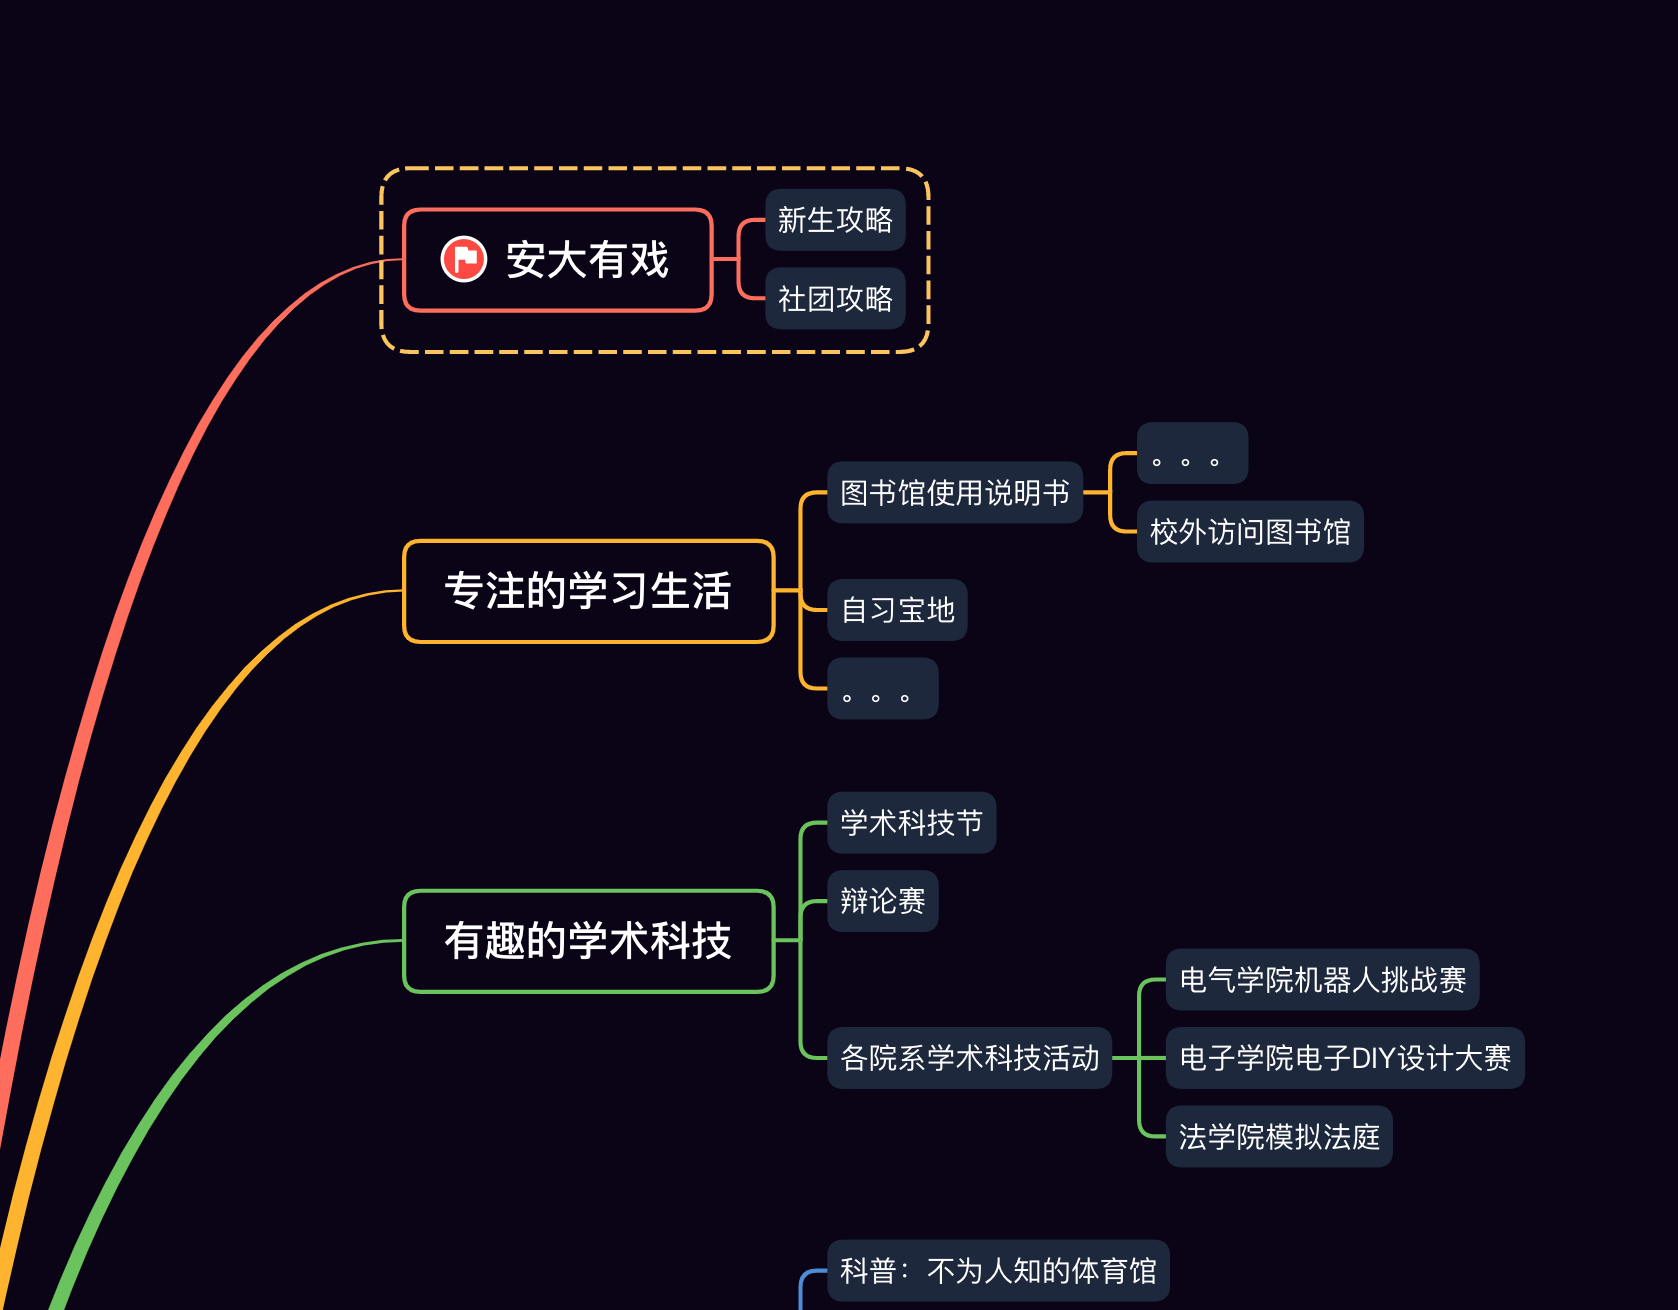 安大有戏
新生攻略
社团攻略
专注的学习生活
图书馆使用说明书
。。。
校外访问图书馆
自习宝地
。。。
有趣的学术科技
学术科技节
辩论赛
各院系学术科技活动
电气学院机器人挑战赛
电子学院电子DIY设计大赛
法学院模拟法庭
科普：不为人知的体育馆